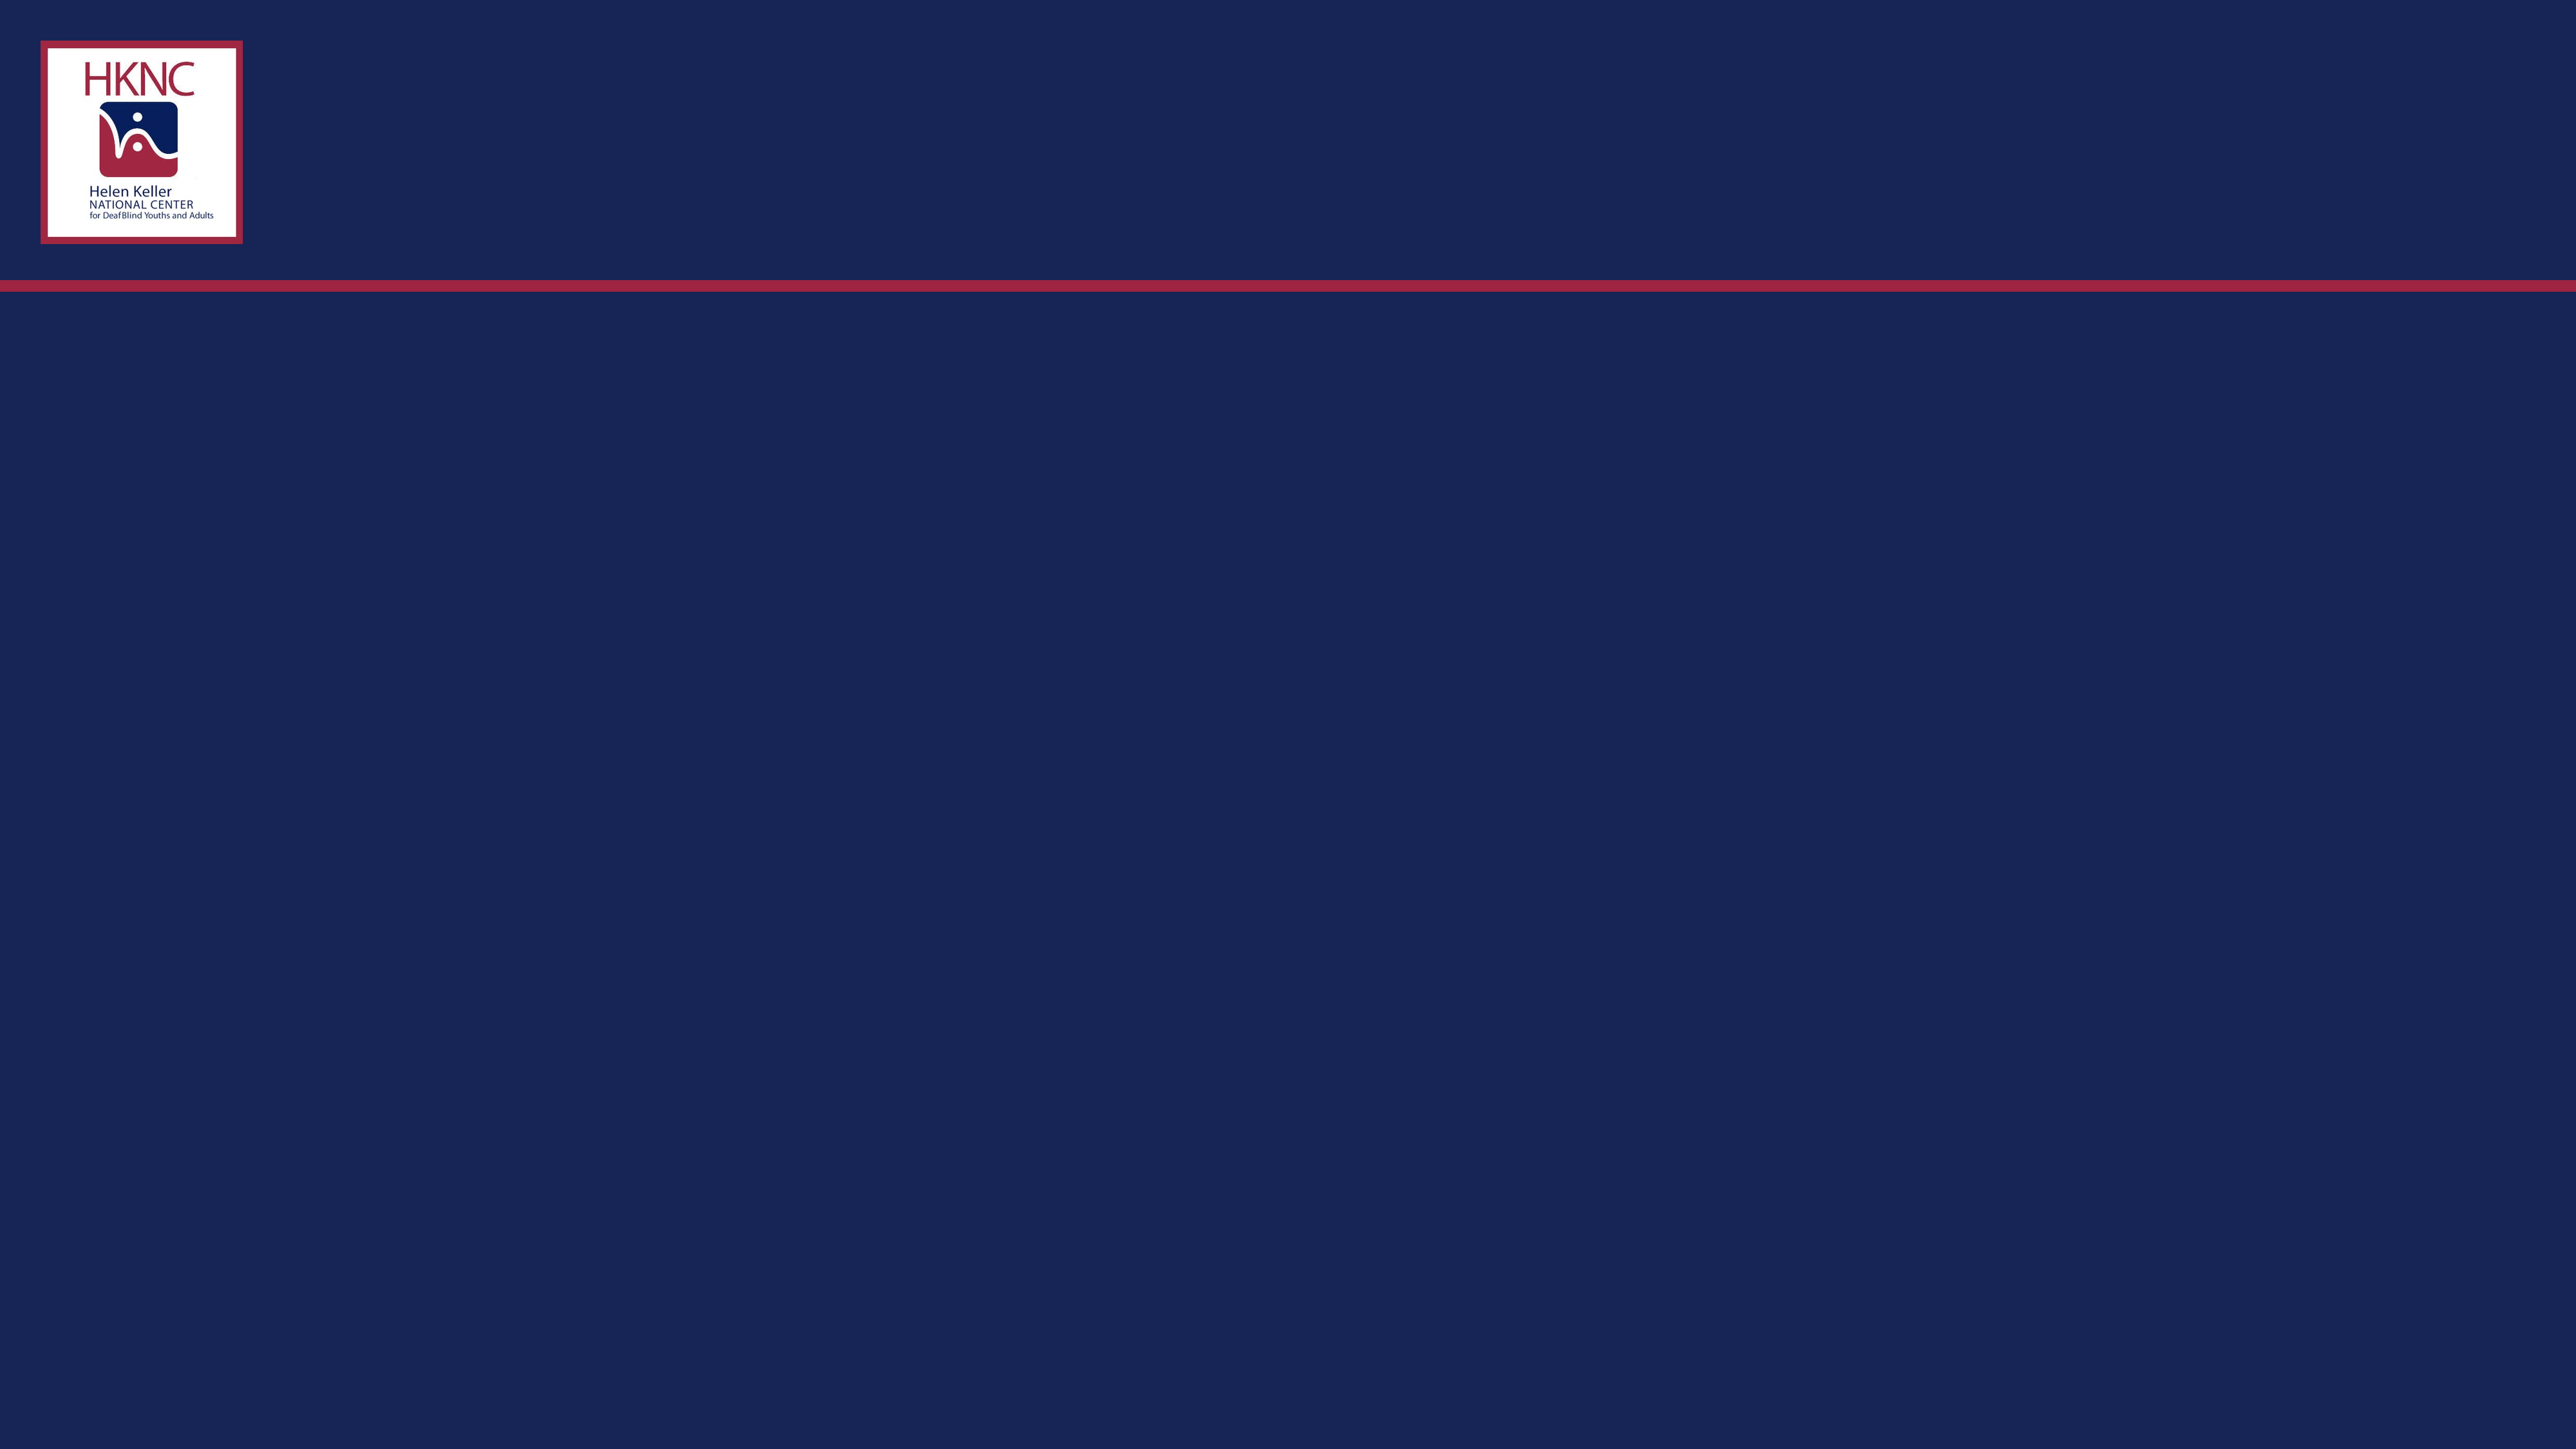 HKNC
Helen Keller
NATIONAL CENTER
for DeafBlind Youths and Adults